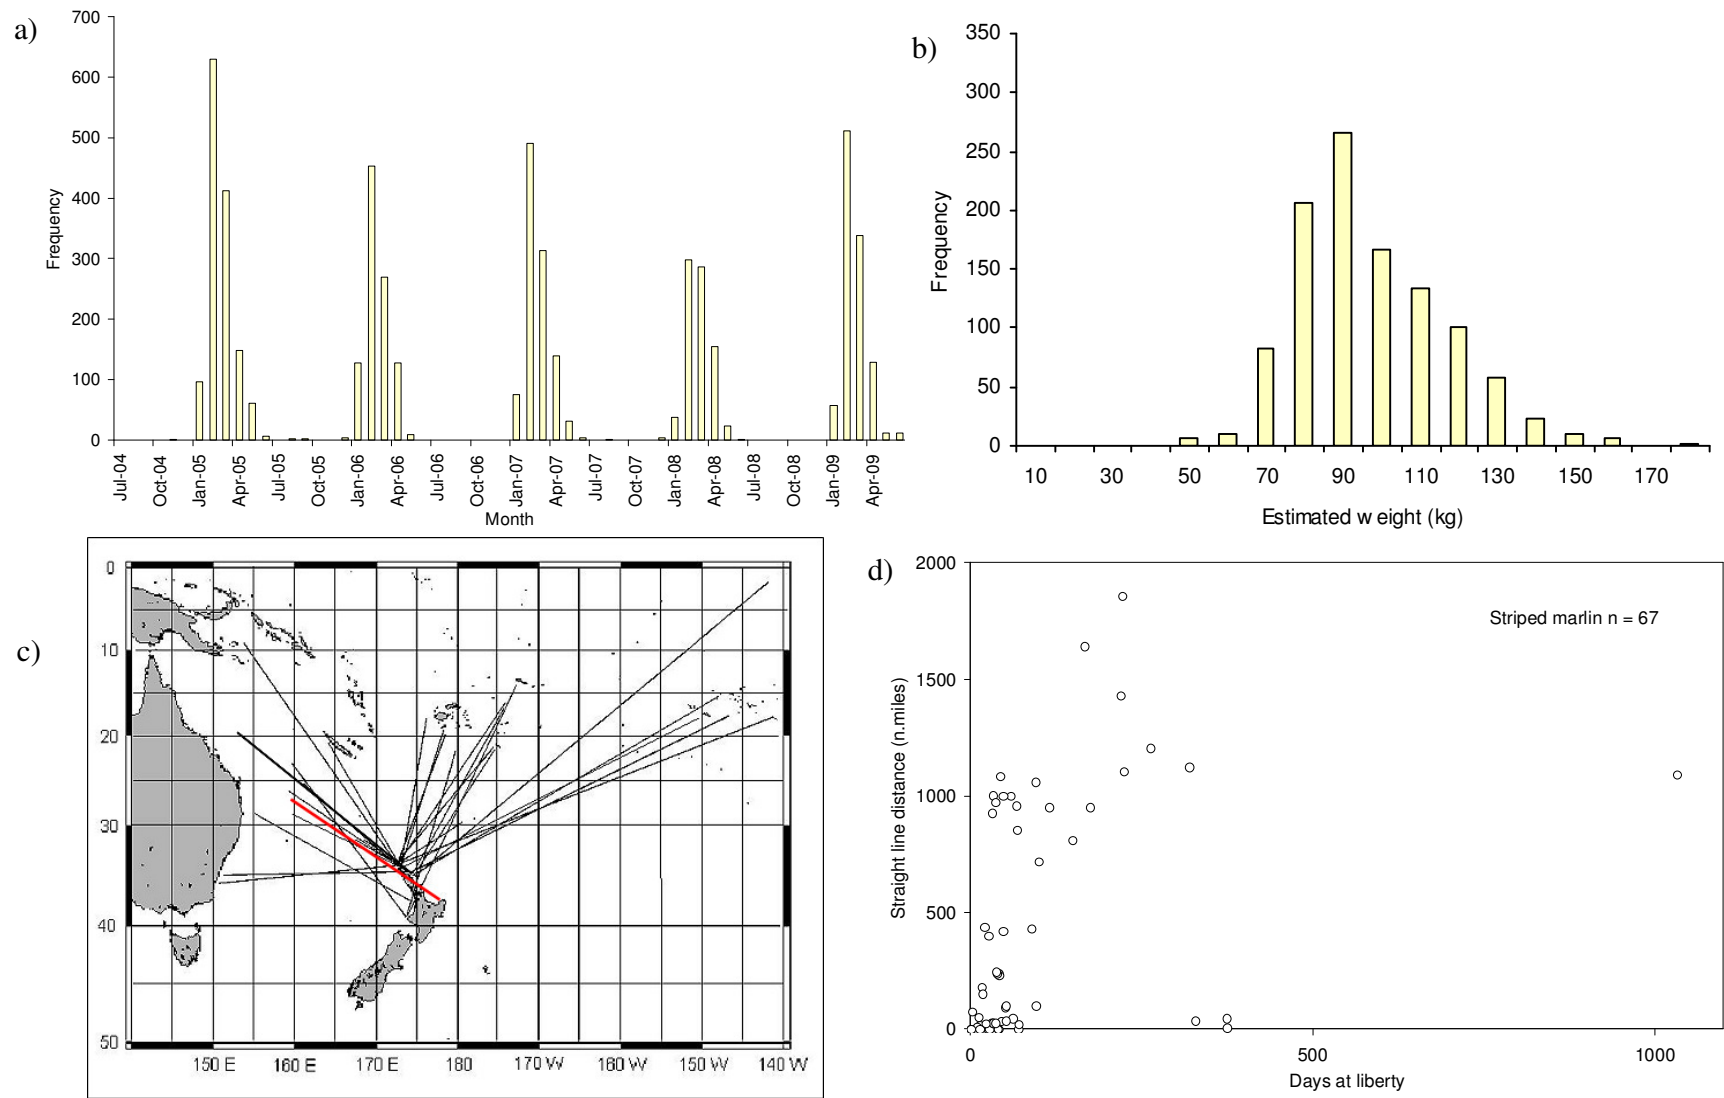 a)
700
600
500
400
300
200
100
0
Frequency
Jul-04 Oct-04 Jan-05 Apr-05 Jul-05 Oct-05 Jan-06 Apr-06 Jul-06 Oct-06 Jan-07 Apr-07 Jul-07 Oct-07 Jan-08 Apr-08 Jul-08 Oct-08 Jan-09 Apr-09
Month
b)
350
300
250
200
150
100
50
0
Frequency
10 30 50 70 90 110 130 150 170
Estimated weight (kg)
c)
0
10
20
30
40
50
150 E 160 E 170 E 180 170 W 160 W 150 W 140 W
d)
2000
1500
1000
500
0
Straight line distance (n.miles)
Striped marlin n = 67
0 500 1000
Days at liberty